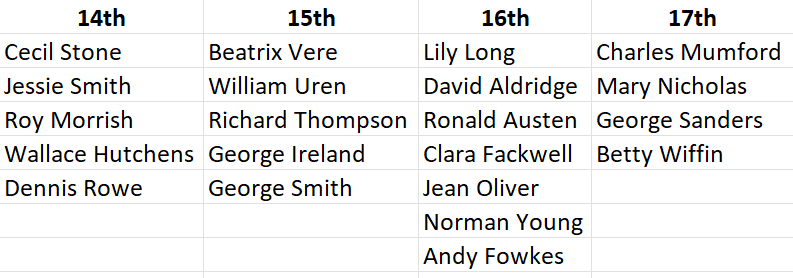 14th 15th 16th 17th
Cecil Stone Beatrix Vere Lily Long Charles Mumford
Jessie Smith William Uren David Aldridge Mary Nicholas
Roy Morrish Richard Thompson Ronald Austen George Sanders
Wallace Hutchens George Ireland Clara Fackwell Betty Wiffin
Dennis Rowe George Smith Jean Oliver
Norman Young
Andy Fowkes